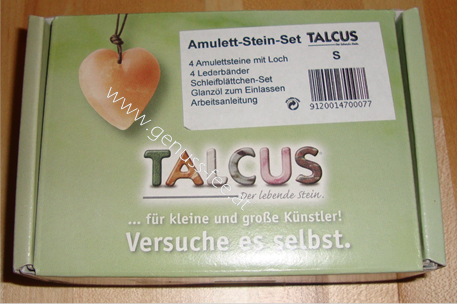 Amulett-Stein-Set TALCUS
4 Amulettsteine mit Loch
4 Lederbänder
Schleifblättchen-Set
Glanzöl zum Einlassen
Arbeitsanleitung
S
9120014700077
TALCUS
Der lebende Stein.
... für kleine und große Künstler!
Versuche es selbst.